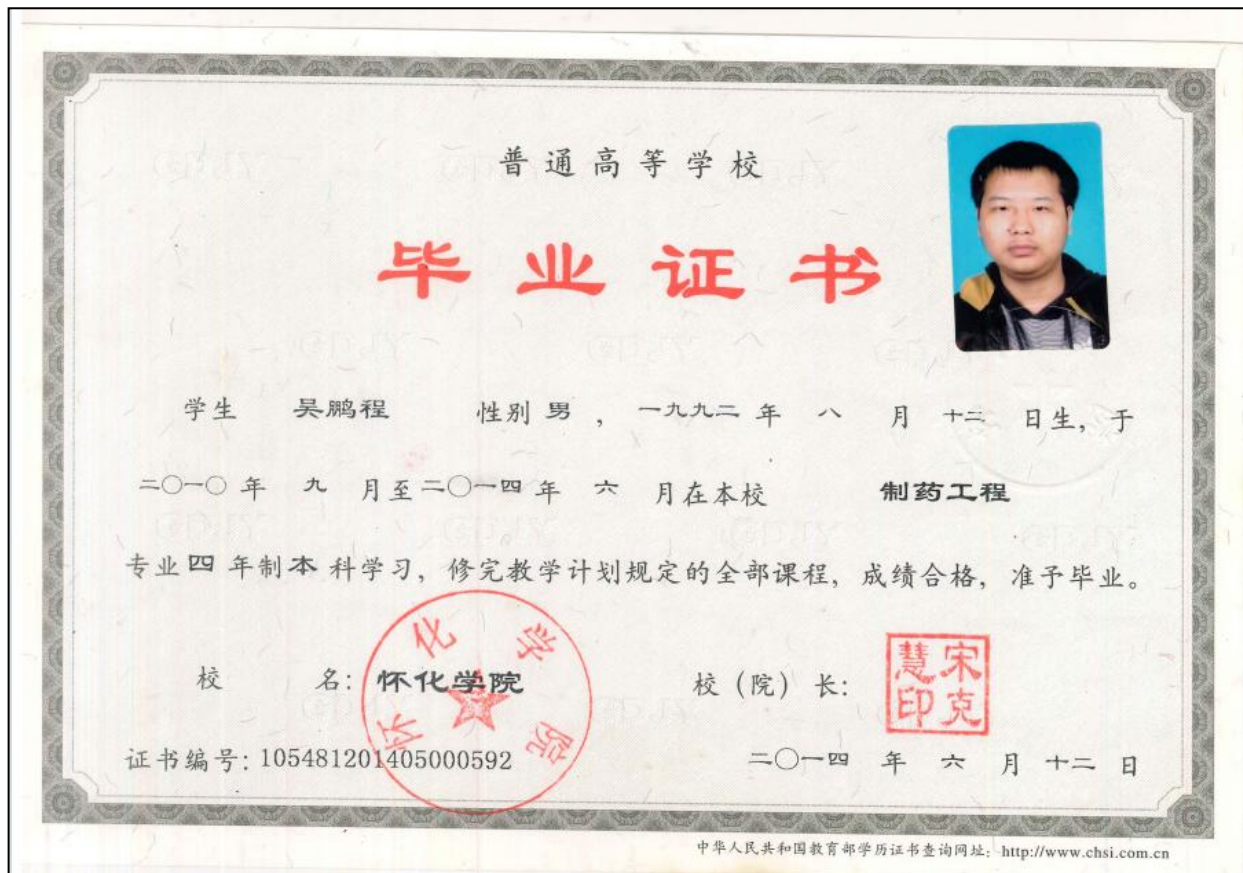 普通高等学校
毕业证书
学生 吴鹏程 性别 男 ，一九九二 年 八 月 十二 日生，于
二〇一〇 年 九 月至 二〇一四 年 六 月在本校 制药工程
专业 四 年制 本 科学习，修完教学计划规定的全部课程，成绩合格，准予毕业。
怀化学院
校 名：怀化学院 校（院）长：
宋克慧印
证书编号：105481201405000592 二〇一四 年 六 月 十二 日
中华人民共和国教育部学历证书查询网址：http://www.chsi.com.cn